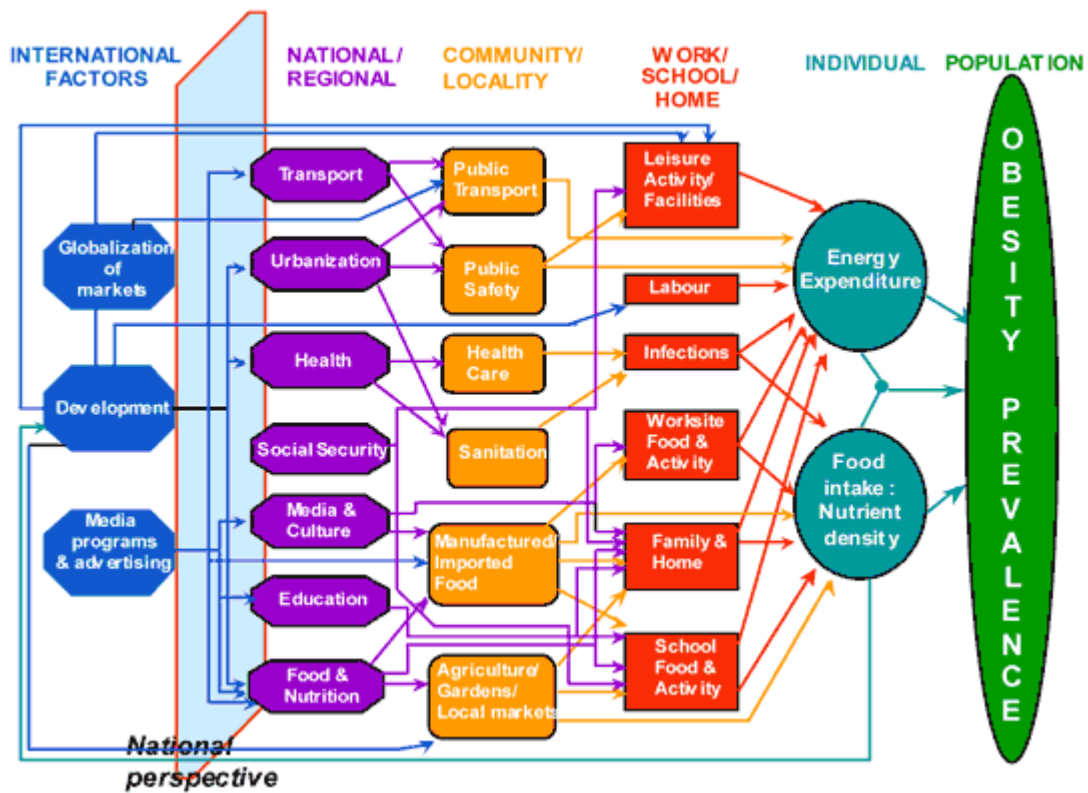 INTERNATIONAL
FACTORS
NATIONAL/
REGIONAL
COMMUNITY/
LOCALITY
WORK/
SCHOOL/
HOME
INDIVIDUAL
POPULATION
Globalization
of
markets
Development
Media
programs
& advertising
Transport
Urbanization
Health
Social Security
Media &
Culture
Education
Food &
Nutrition
Public
Transport
Public
Safety
Health
Care
Sanitation
Manufactured/
Imported
Food
Agriculture/
Gardens/
Local markets
Leisure
Activity/
Facilities
Labour
Infections
Worksite
Food &
Activity
Family &
Home
School
Food &
Activity
Energy
Expenditure
Food
intake :
Nutrient
density
OBESITY PREVALENCE
National
perspective